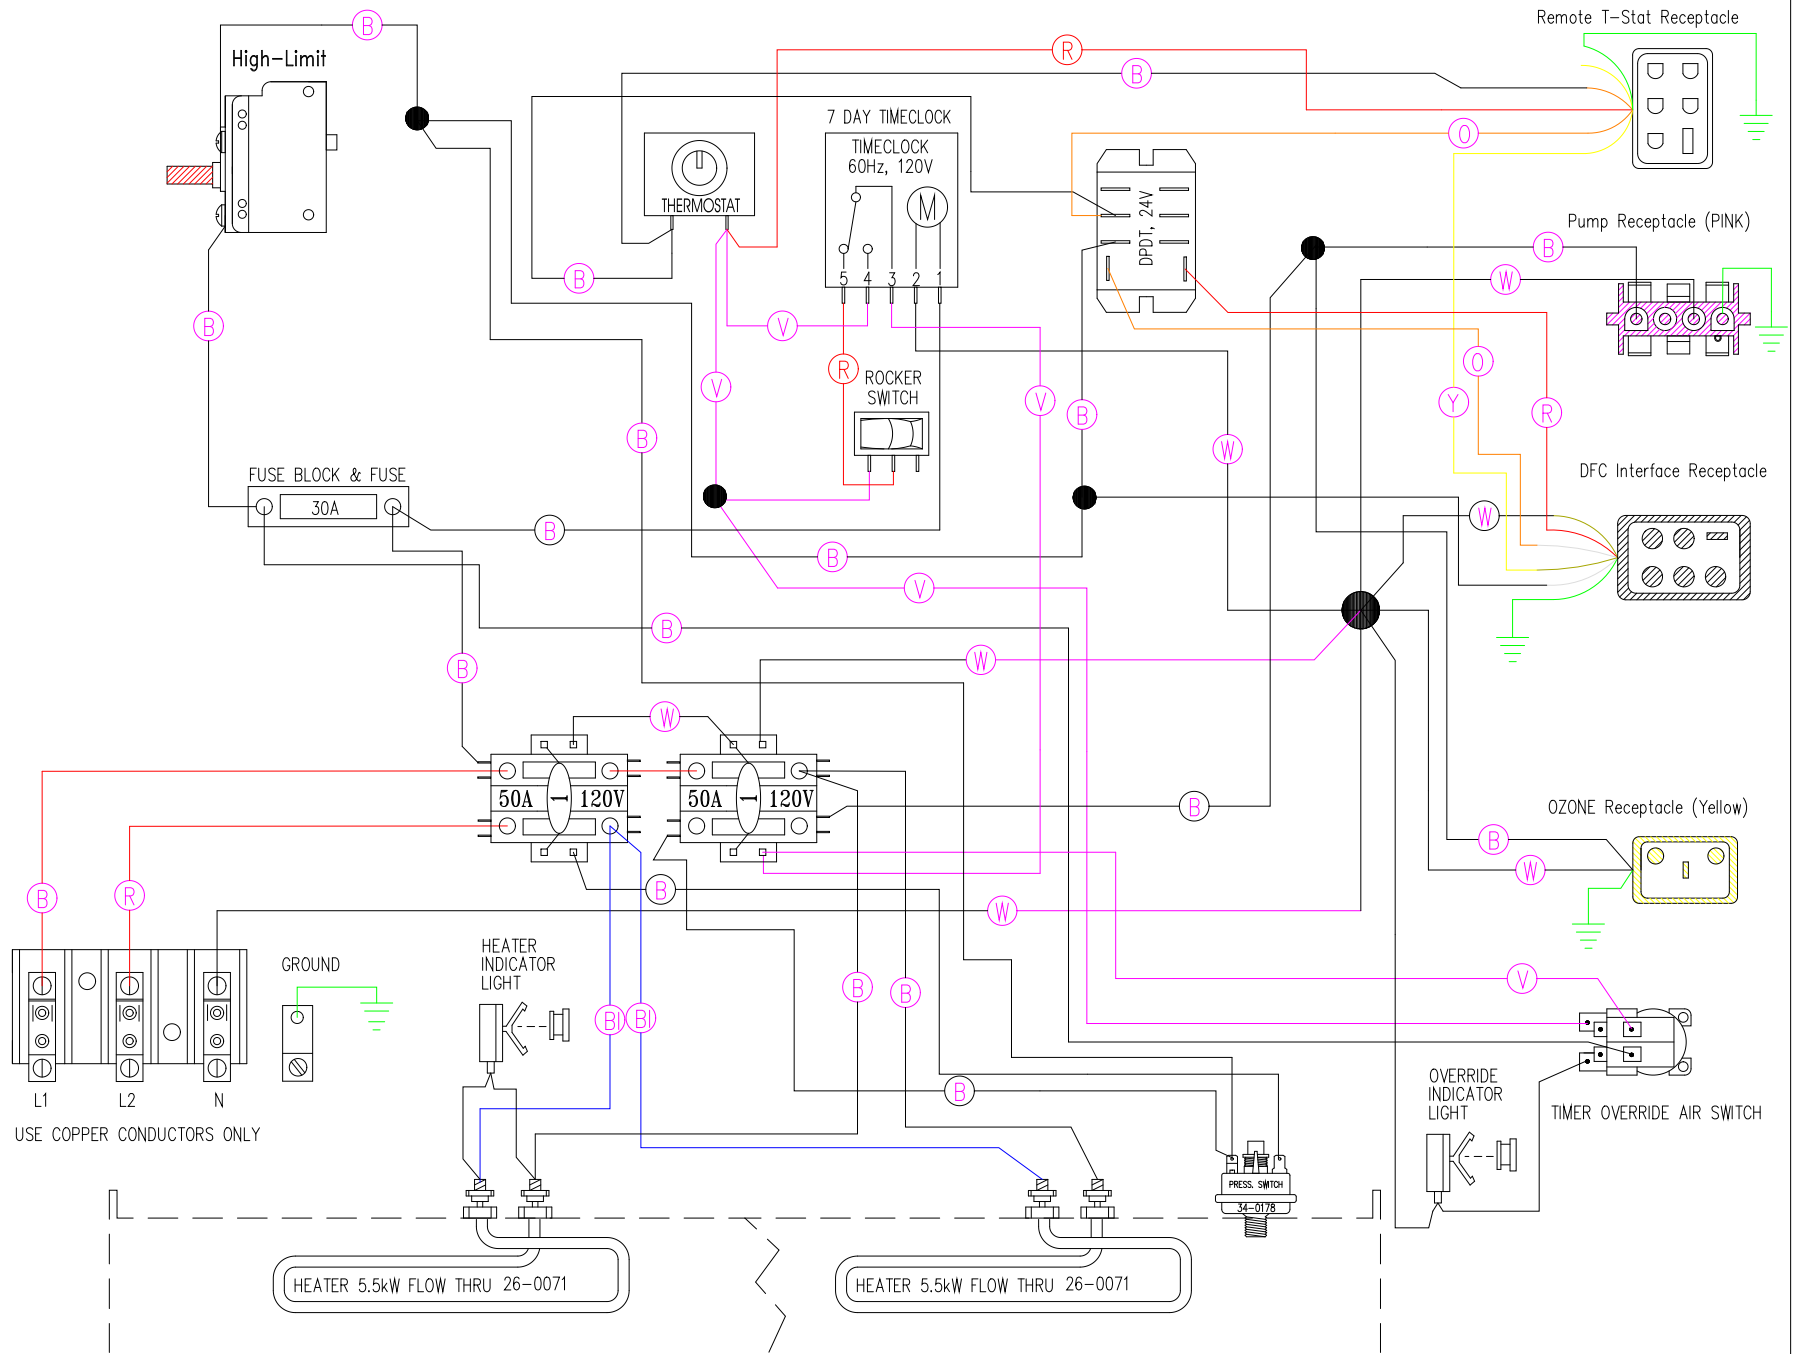 Remote T-Stat Receptacle
B
R
B
High-Limit
7 DAY TIMECLOCK
TIMECLOCK
60Hz, 120V
M
5 4 3 2 1
THERMOSTAT
DPDT, 24V
O
Pump Receptacle (PINK)
B
W
B
B
V
R
ROCKER
SWITCH
V
V
B
B
W
O
Y
R
DFC Interface Receptacle
FUSE BLOCK & FUSE
30A
B
W
B
V
B
B
W
W
50A
1
120V
50A
1
120V
B
OZONE Receptacle (Yellow)
B
W
B
R
B
W
HEATER
INDICATOR
LIGHT
GROUND
B
B
V
Bl
Bl
B
L1
L2
N
USE COPPER CONDUCTORS ONLY
OVERRIDE
INDICATOR
LIGHT
TIMER OVERRIDE AIR SWITCH
PRESS. SWITCH
34-0178
HEATER 5.5kW FLOW THRU 26-0071
HEATER 5.5kW FLOW THRU 26-0071